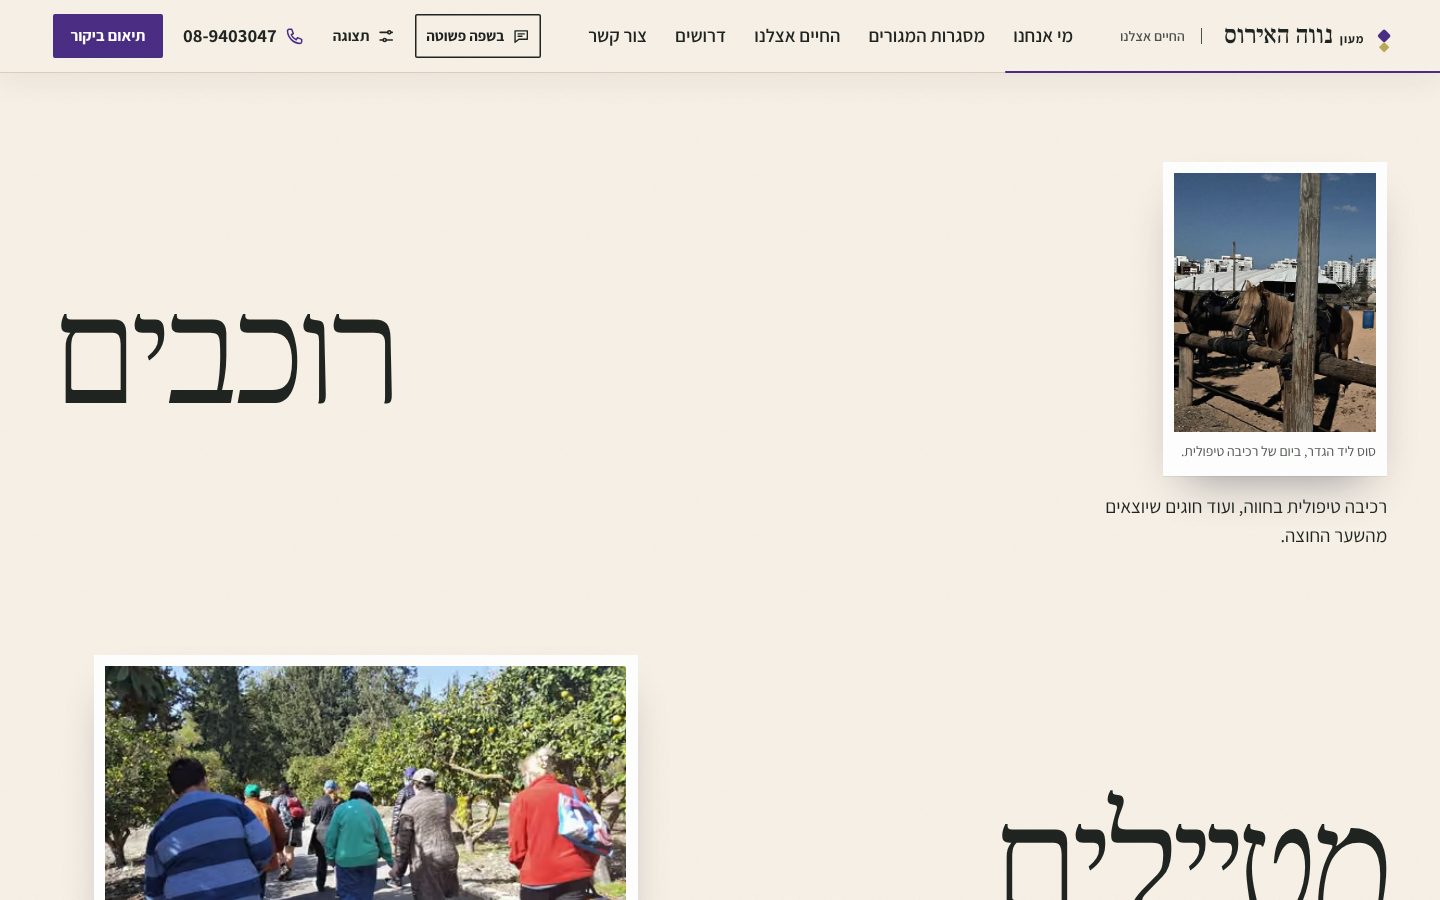 מעון נווה האירוס | החיים אצלנו
מי אנחנו
מסגרות המגורים
החיים אצלנו
דרושים
צור קשר
בשפה פשוטה
תצוגה
08-9403047
תיאום ביקור
סוס ליד הגדר, ביום של רכיבה טיפולית.
רכיבה טיפולית בחווה, ועוד חוגים שיוצאים
מהשער החוצה.
רוכבים
מטיילים